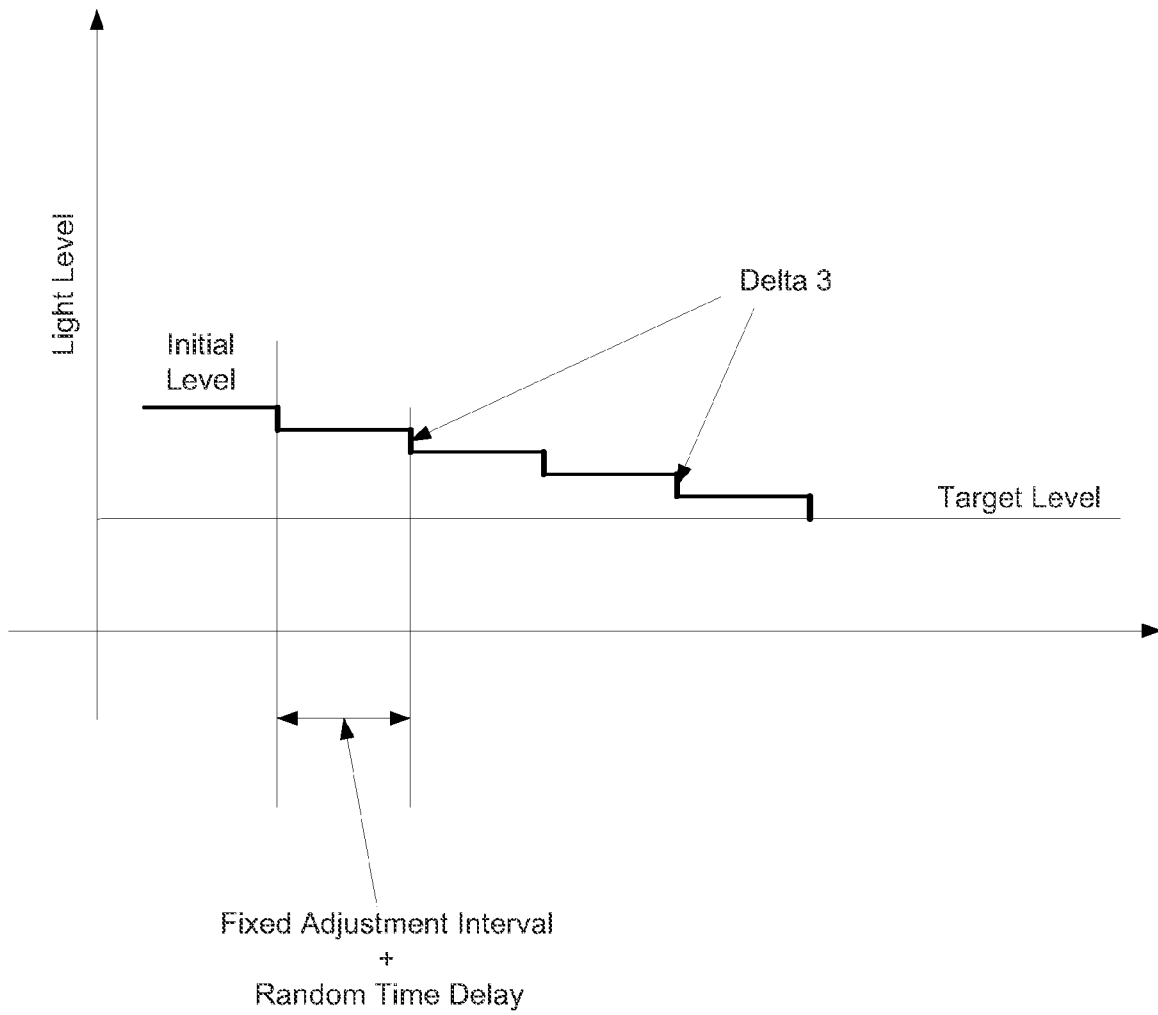 Light Level
Delta 3
Initial
Level
Target Level
Fixed Adjustment Interval
+
Random Time Delay